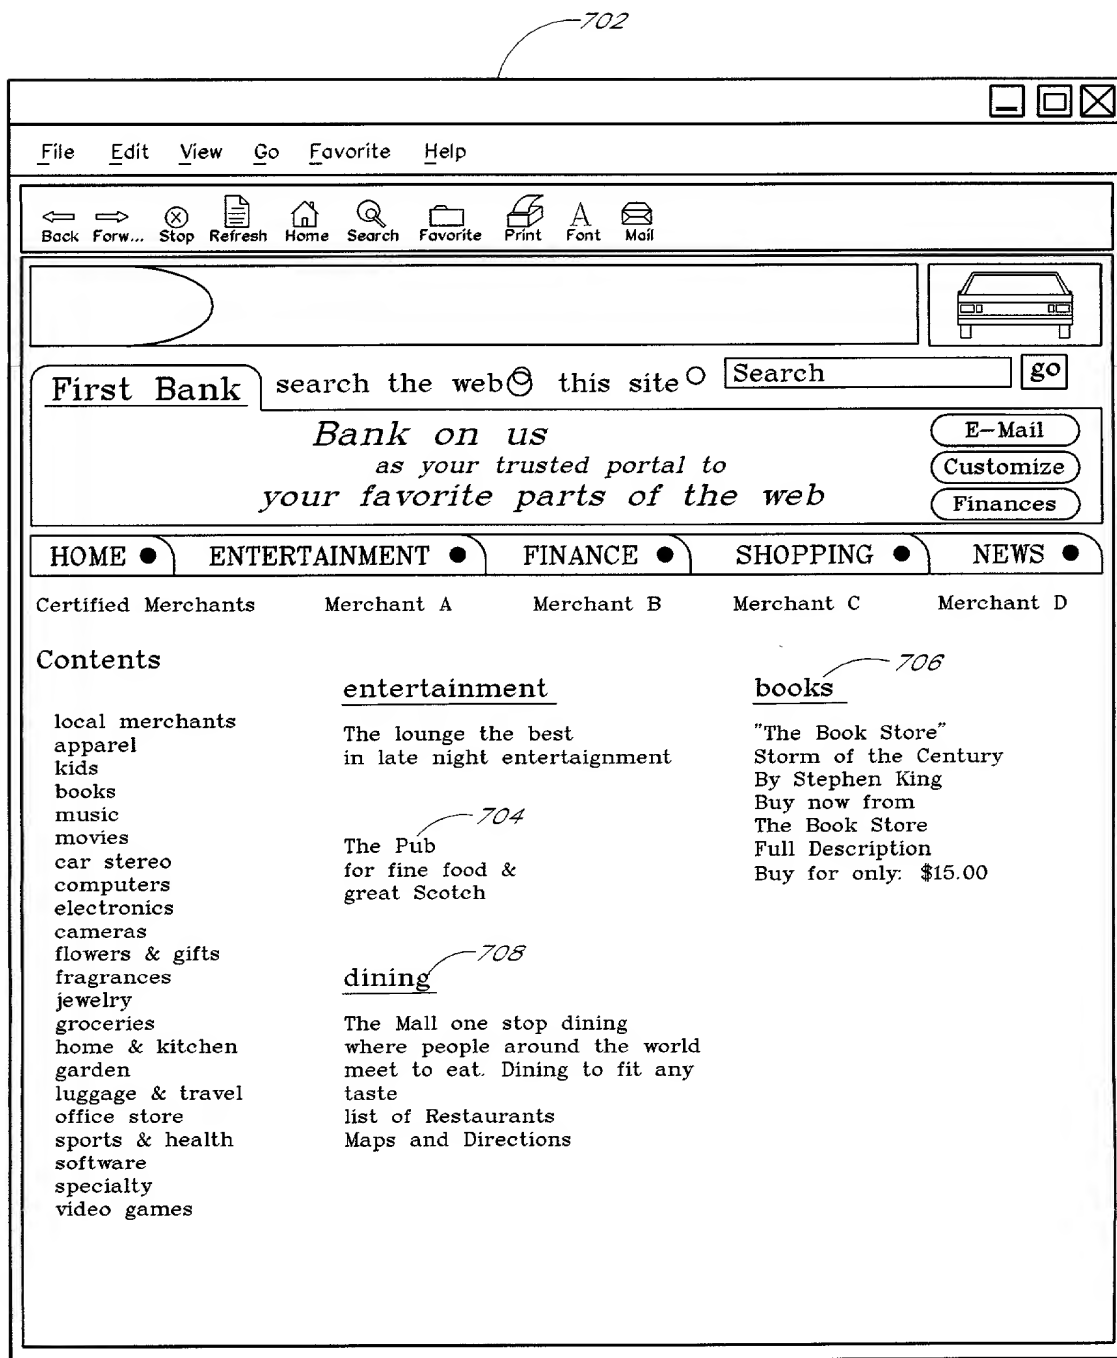 702
File Edit View Go Favorite Help
Back Forw... Stop Refresh Home Search Favorite Print Font Mail
First Bank search the web this site Search go
Bank on us
as your trusted portal to
your favorite parts of the web
E-Mail
Customize
Finances
HOME ENTERTAINMENT FINANCE SHOPPING NEWS
Certified Merchants Merchant A Merchant B Merchant C Merchant D
Contents
local merchants
apparel
kids
books
music
movies
car stereo
computers
electronics
cameras
flowers & gifts
fragrances
jewelry
groceries
home & kitchen
garden
luggage & travel
office store
sports & health
software
specialty
video games
entertainment
The lounge the best
in late night entertaignment
704
The Pub
for fine food &
great Scotch
708
dining
The Mall one stop dining
where people around the world
meet to eat. Dining to fit any
taste
list of Restaurants
Maps and Directions
706
books
"The Book Store"
Storm of the Century
By Stephen King
Buy now from
The Book Store
Full Description
Buy for only: $15.00